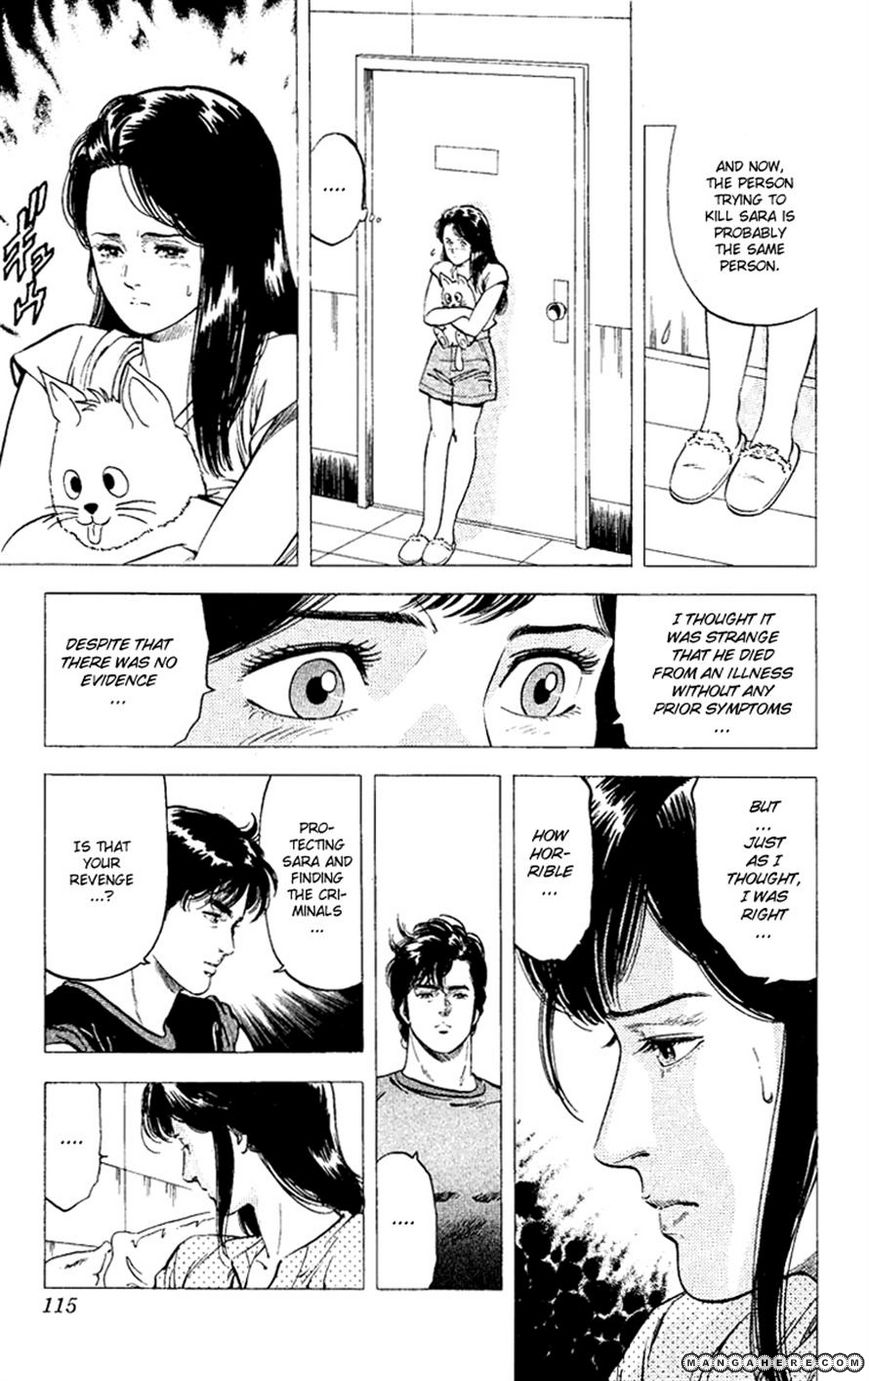 AND NOW,
THE PERSON
TRYING TO
KILL SARA IS
PROBABLY
THE SAME
PERSON.
....
ギュウ
I THOUGHT IT
WAS STRANGE
THAT HE DIED
FROM AN ILLNESS
WITHOUT ANY
PRIOR SYMPTOMS
...
DESPITE THAT
THERE WAS NO
EVIDENCE
...
BUT
...
JUST
AS I
THOUGHT,
I WAS
RIGHT
...
HOW
HOR-
RIBLE
...
....
PRO-
TECTING
SARA AND
FINDING
THE CRI-
MINALS
...
IS THAT
YOUR
REVENGE
...?
....
115
MANGAHERE.COM